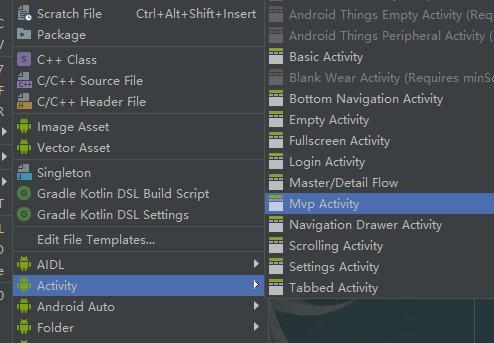 Scratch File Ctrl+Alt+Shift+Insert
Package
C++ Class
C/C++ Source File
C/C++ Header File
Image Asset
Vector Asset
Singleton
Gradle Kotlin DSL Build Script
Gradle Kotlin DSL Settings
Edit File Templates...
AIDL
Activity
Android Auto
Folder
Android Things Empty Activity (Req
Android Things Peripheral Activity (
Basic Activity
Blank Wear Activity (Requires minS
Bottom Navigation Activity
Empty Activity
Fullscreen Activity
Login Activity
Master/Detail Flow
Mvp Activity
Navigation Drawer Activity
Scrolling Activity
Settings Activity
Tabbed Activity